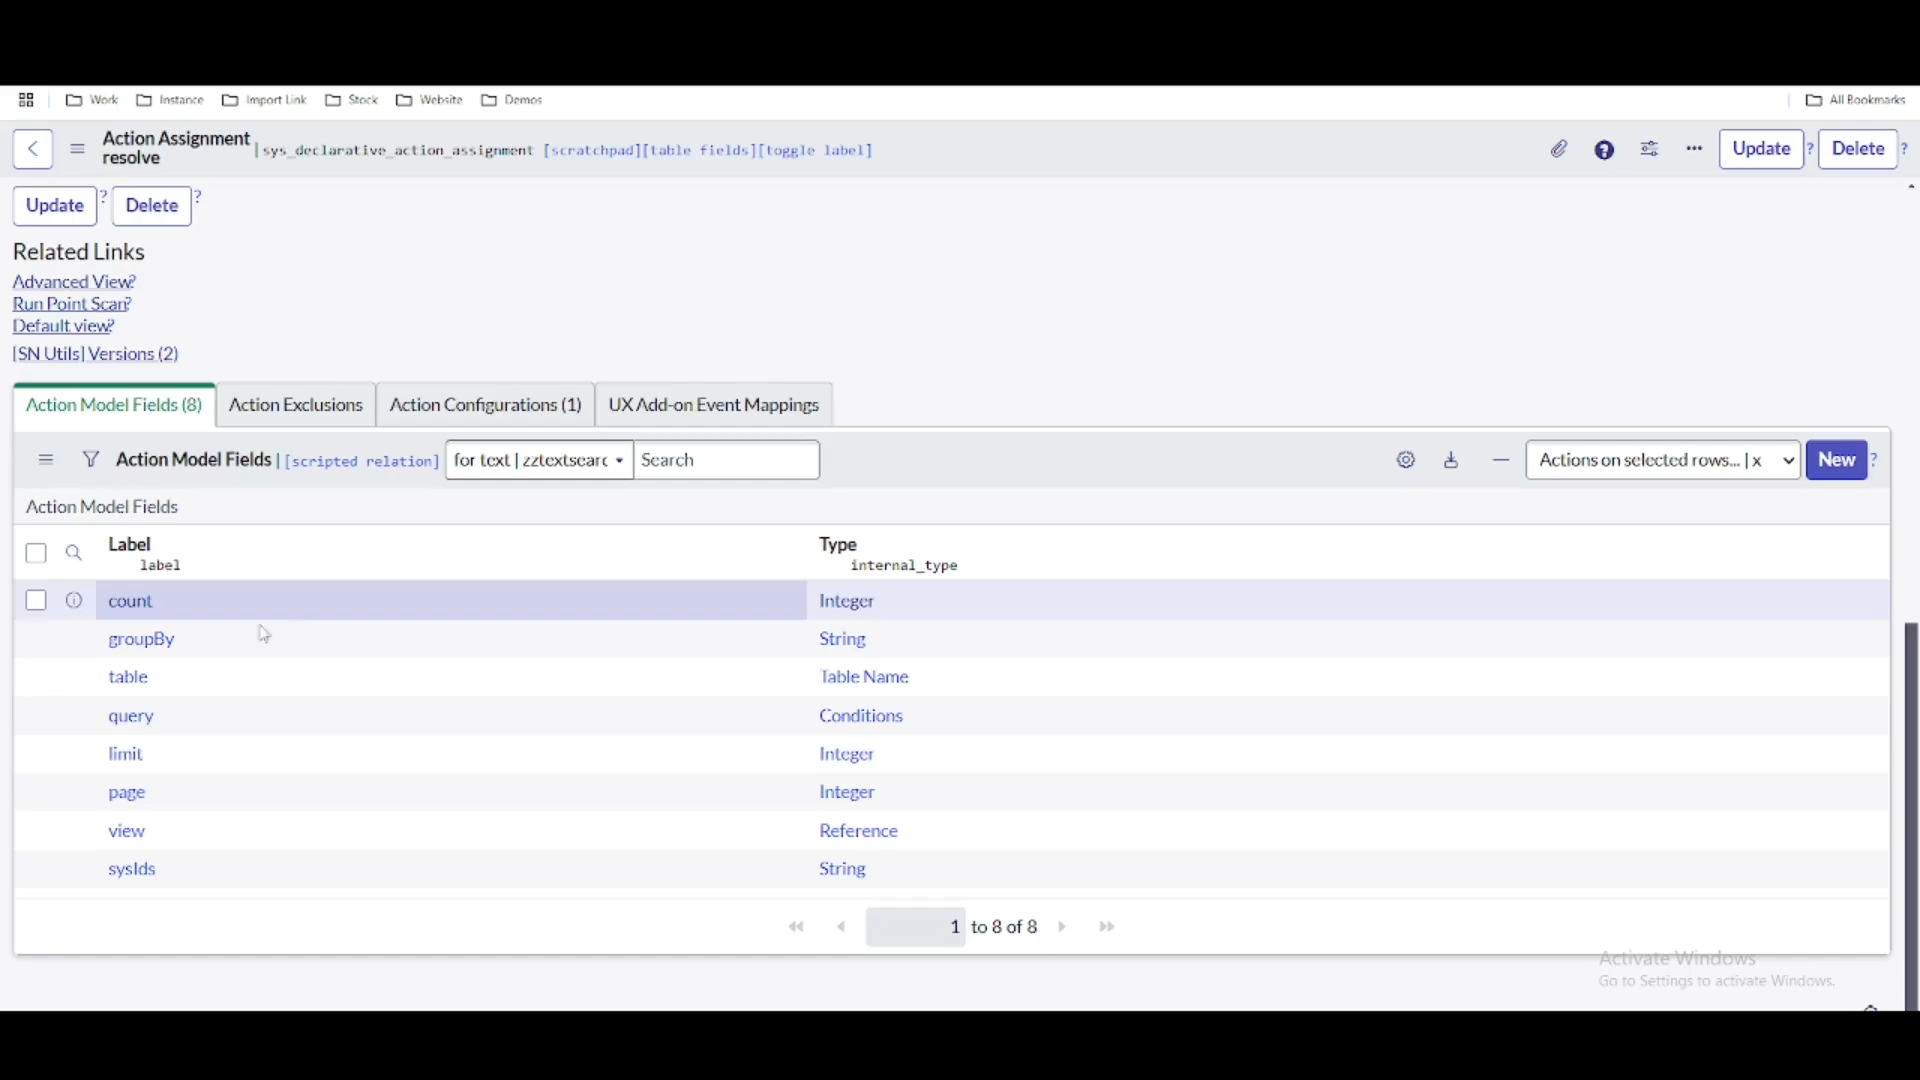 Work Instance Import Link Stock Website Demos All Bookmarks
Action Assignment
resolve
|sys_declarative_action_assignment [scratchpad][table fields][toggle label]
Update ? Delete ?
Update ? Delete ?
Related Links
Advanced View?
Run Point Scan?
Default view?
[SN Utils] Versions (2)
Action Model Fields (8) Action Exclusions Action Configurations (1) UX Add-on Event Mappings
Action Model Fields | [scripted relation] for text | zztextsearc Search Actions on selected rows... | x New ?
Action Model Fields
Label Type
label internal_type
count Integer
groupBy String
table Table Name
query Conditions
limit Integer
page Integer
view Reference
sysIds String
1 to 8 of 8
Activate Windows
Go to Settings to activate Windows.